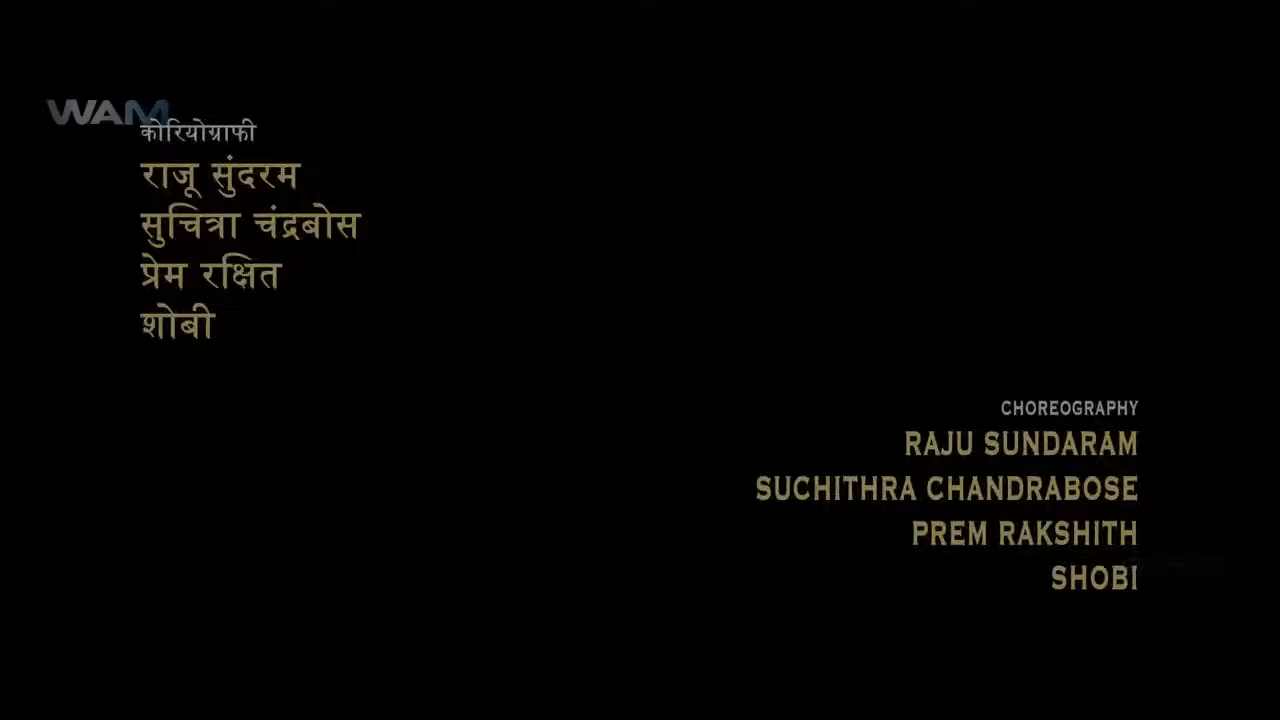 WAM
कोरियोग्राफी
राजू सुंदरम
सुचित्रा चंद्रबोस
प्रेम रक्षित
शोबी
CHOREOGRAPHY
RAJU SUNDARAM
SUCHITHRA CHANDRABOSE
PREM RAKSHITH
SHOBI